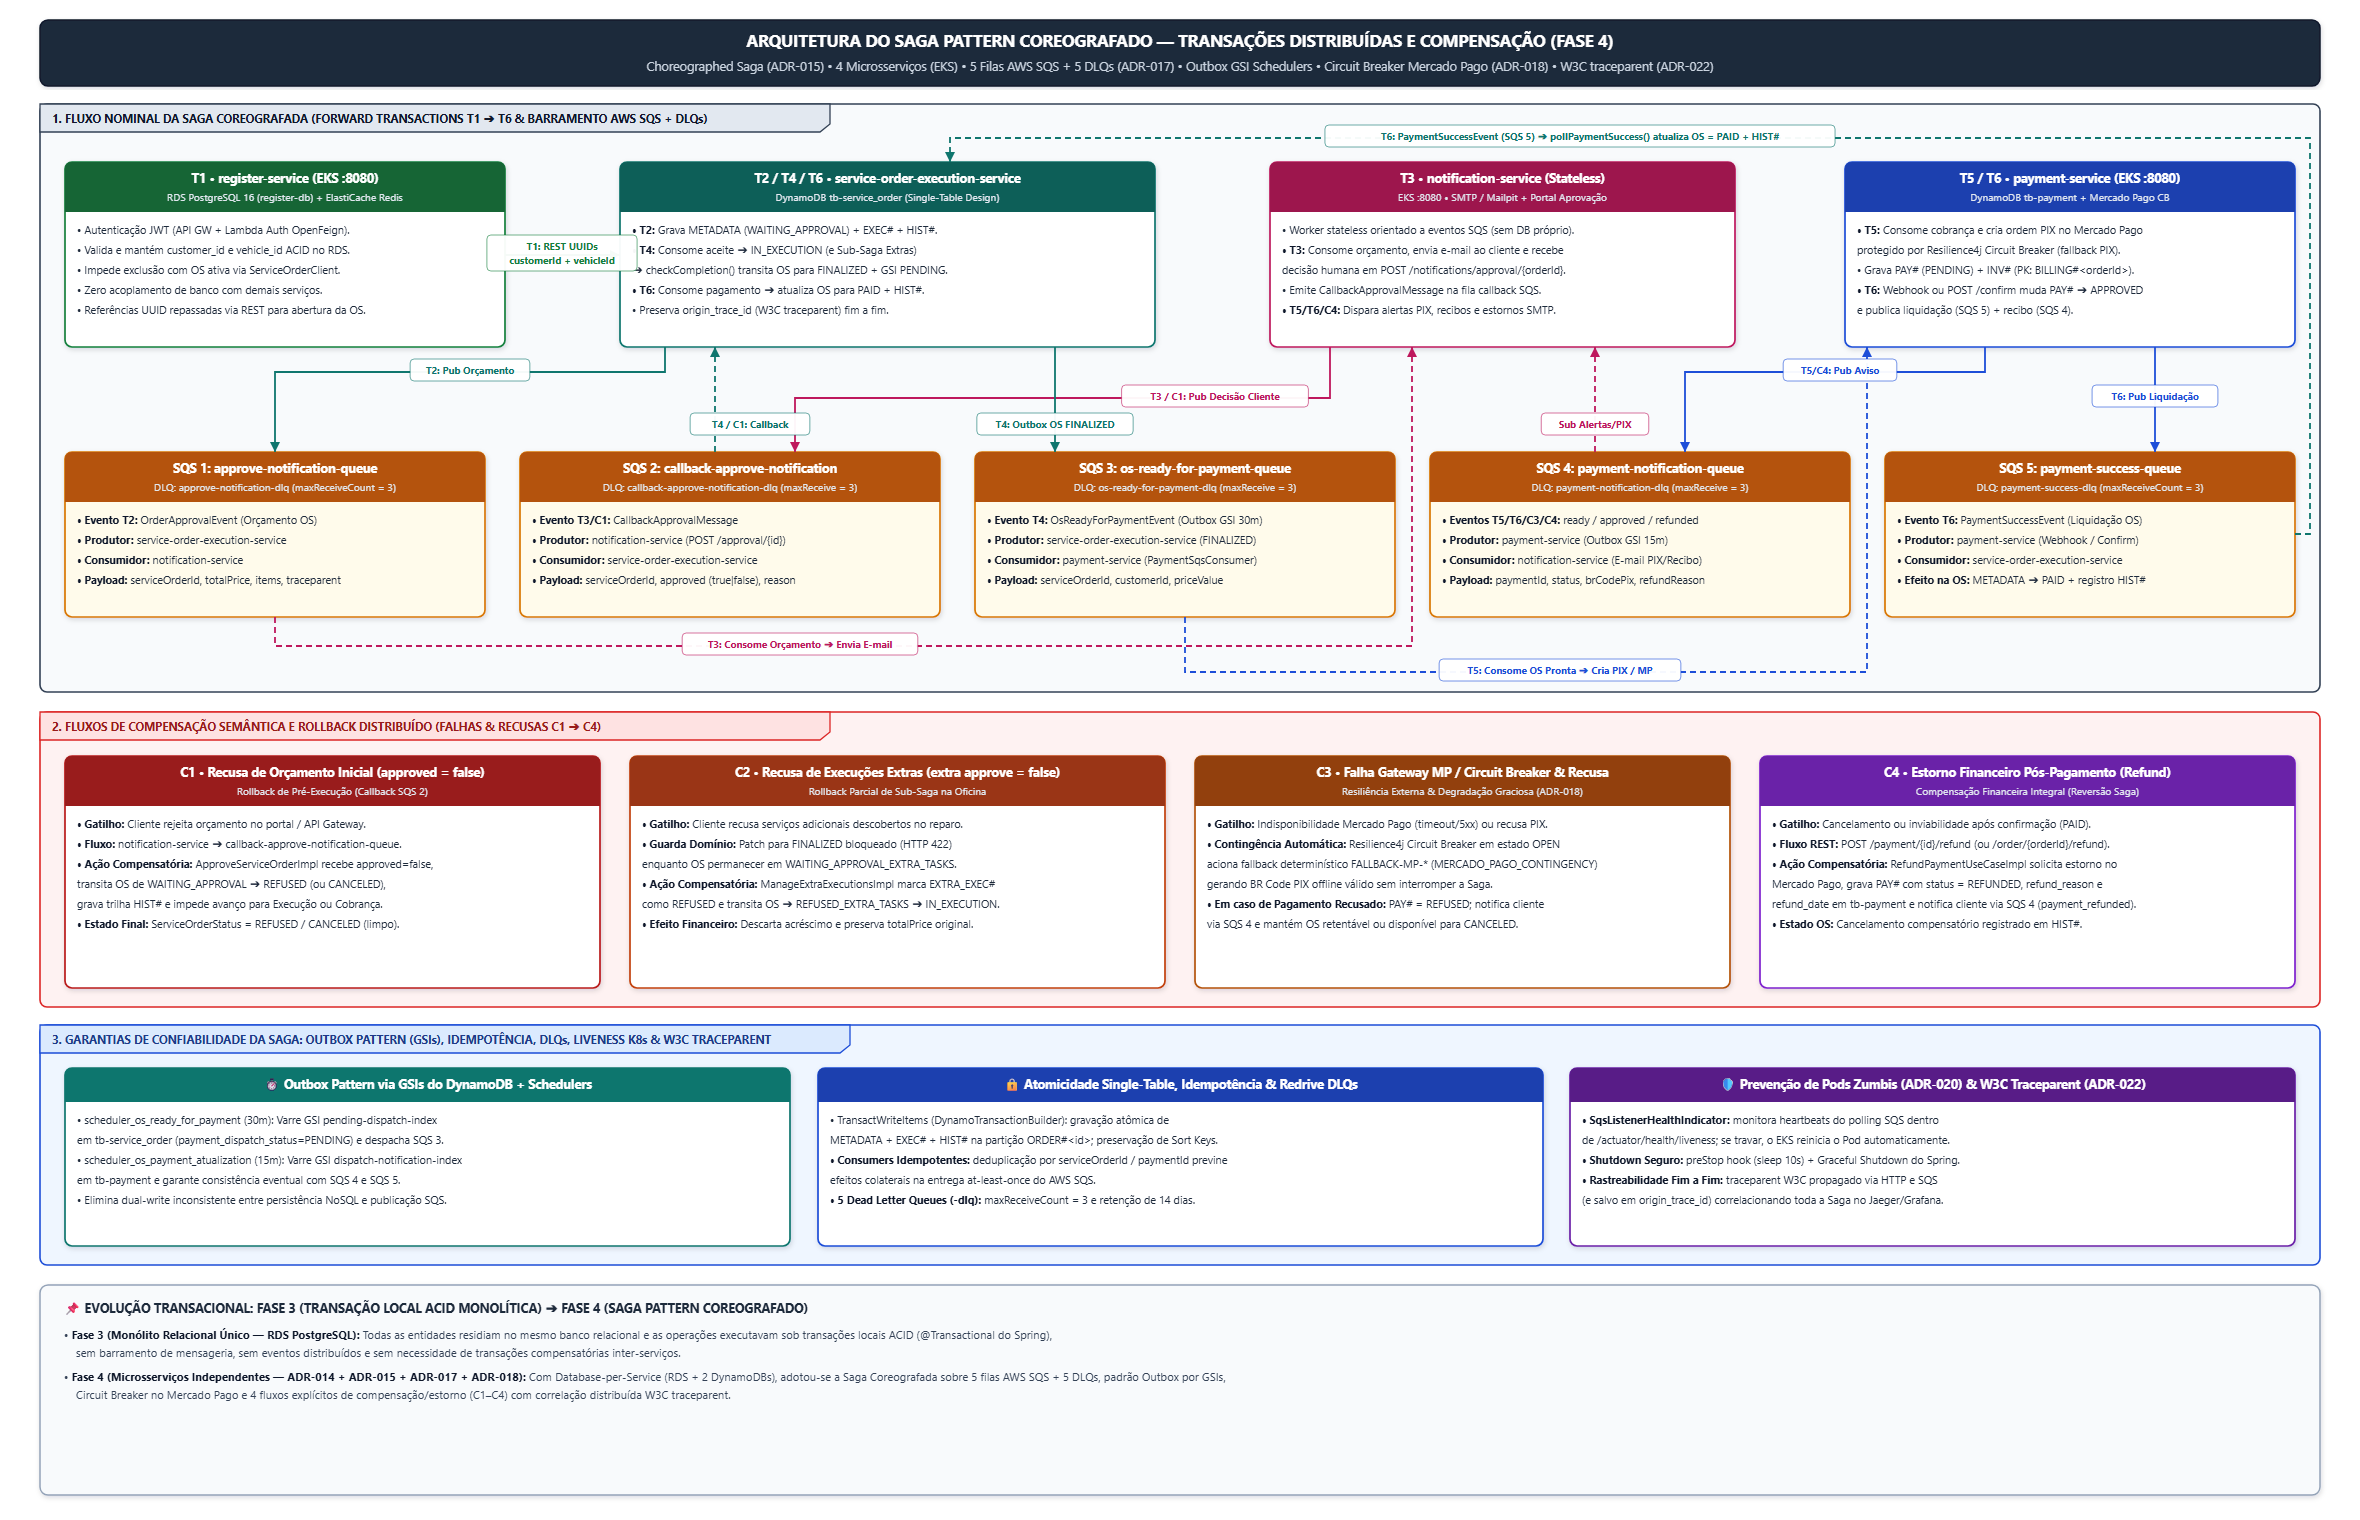 ARQUITETURA DO SAGA PATTERN COREOGRAFADO — TRANSAÇÕES DISTRIBUÍDAS E COMPENSAÇÃO (FASE 4)
Choreographed Saga (ADR-015) • 4 Microsserviços (EKS) • 5 Filas AWS SQS + 5 DLQs (ADR-017) • Outbox GSI Schedulers • Circuit Breaker Mercado Pago (ADR-018) • W3C traceparent (ADR-022)
1. FLUXO NOMINAL DA SAGA COREOGRAFADA (FORWARD TRANSACTIONS T1 ➔ T6 & BARRAMENTO AWS SQS + DLQs)
T6: PaymentSuccessEvent (SQS 5) ➔ pollPaymentSuccess() atualiza OS = PAID + HIST#
T1 • register-service (EKS :8080)
RDS PostgreSQL 16 (register-db) + ElastiCache Redis
• Autenticação JWT (API GW + Lambda Auth OpenFeign).
• Valida e mantém customer_id e vehicle_id ACID no RDS.
• Impede exclusão com OS ativa via ServiceOrderClient.
• Zero acoplamento de banco com demais serviços.
• Referências UUID repassadas via REST para abertura da OS.
T1: REST UUIDs
customerId + vehicleId
T2 / T4 / T6 • service-order-execution-service
DynamoDB tb-service_order (Single-Table Design)
• T2: Grava METADATA (WAITING_APPROVAL) + EXEC# + HIST#.
T4: Consome aceite ➔ IN_EXECUTION (e Sub-Saga Extras)
➔ checkCompletion() transita OS para FINALIZED + GSI PENDING.
• T6: Consome pagamento ➔ atualiza OS para PAID + HIST#.
• Preserva origin_trace_id (W3C traceparent) fim a fim.
T3 • notification-service (Stateless)
EKS :8080 • SMTP / Mailpit + Portal Aprovação
• Worker stateless orientado a eventos SQS (sem DB próprio).
• T3: Consome orçamento, envia e-mail ao cliente e recebe
decisão humana em POST /notifications/approval/{orderId}.
• Emite CallbackApprovalMessage na fila callback SQS.
• T5/T6/C4: Dispara alertas PIX, recibos e estornos SMTP.
T5 / T6 • payment-service (EKS :8080)
DynamoDB tb-payment + Mercado Pago CB
• T5: Consome cobrança e cria ordem PIX no Mercado Pago
protegido por Resilience4j Circuit Breaker (fallback PIX).
• Grava PAY# (PENDING) + INV# (PK: BILLING#<orderId>).
• T6: Webhook ou POST /confirm muda PAY# ➔ APPROVED
e publica liquidação (SQS 5) + recibo (SQS 4).
T2: Pub Orçamento
T4 / C1: Callback
T4: Outbox OS FINALIZED
T3 / C1: Pub Decisão Cliente
Sub Alertas/PIX
T5/C4: Pub Aviso
T6: Pub Liquidação
SQS 1: approve-notification-queue
DLQ: approve-notification-dlq (maxReceiveCount = 3)
• Evento T2: OrderApprovalEvent (Orçamento OS)
• Produtor: service-order-execution-service
• Consumidor: notification-service
• Payload: serviceOrderId, totalPrice, items, traceparent
SQS 2: callback-approve-notification
DLQ: callback-approve-notification-dlq (maxReceive = 3)
• Evento T3/C1: CallbackApprovalMessage
• Produtor: notification-service (POST /approval/{id})
• Consumidor: service-order-execution-service
• Payload: serviceOrderId, approved (true|false), reason
SQS 3: os-ready-for-payment-queue
DLQ: os-ready-for-payment-dlq (maxReceive = 3)
• Evento T4: OsReadyForPaymentEvent (Outbox GSI 30m)
• Produtor: service-order-execution-service (FINALIZED)
• Consumidor: payment-service (PaymentSqsConsumer)
• Payload: serviceOrderId, customerId, priceValue
SQS 4: payment-notification-queue
DLQ: payment-notification-dlq (maxReceive = 3)
• Eventos T5/T6/C3/C4: ready / approved / refunded
• Produtor: payment-service (Outbox GSI 15m)
• Consumidor: notification-service (E-mail PIX/Recibo)
• Payload: paymentId, status, brCodePix, refundReason
SQS 5: payment-success-queue
DLQ: payment-success-dlq (maxReceiveCount = 3)
• Evento T6: PaymentSuccessEvent (Liquidação OS)
• Produtor: payment-service (Webhook / Confirm)
• Consumidor: service-order-execution-service
• Efeito na OS: METADATA ➔ PAID + registro HIST#
T3: Consome Orçamento ➔ Envia E-mail
T5: Consome OS Pronta ➔ Cria PIX / MP
2. FLUXOS DE COMPENSAÇÃO SEMÂNTICA E ROLLBACK DISTRIBUÍDO (FALHAS & RECUSAS C1 ➔ C4)
C1 • Recusa de Orçamento Inicial (approved = false)
Rollback de Pré-Execução (Callback SQS 2)
• Gatilho: Cliente rejeita orçamento no portal / API Gateway.
• Fluxo: notification-service ➔ callback-approve-notification-queue.
• Ação Compensatória: ApproveServiceOrderImpl recebe approved=false,
transita OS de WAITING_APPROVAL ➔ REFUSED (ou CANCELED),
grava trilha HIST# e impede avanço para Execução ou Cobrança.
• Estado Final: ServiceOrderStatus = REFUSED / CANCELED (limpo).
C2 • Recusa de Execuções Extras (extra approve = false)
Rollback Parcial de Sub-Saga na Oficina
• Gatilho: Cliente recusa serviços adicionais descobertos no reparo.
• Guarda Domínio: Patch para FINALIZED bloqueado (HTTP 422)
enquanto OS permanecer em WAITING_APPROVAL_EXTRA_TASKS.
• Ação Compensatória: ManageExtraExecutionsImpl marca EXTRA_EXEC#
como REFUSED e transita OS ➔ REFUSED_EXTRA_TASKS ➔ IN_EXECUTION.
• Efeito Financeiro: Descarta acréscimo e preserva totalPrice original.
C3 • Falha Gateway MP / Circuit Breaker & Recusa
Resiliência Externa & Degradação Graciosa (ADR-018)
• Gatilho: Indisponibilidade Mercado Pago (timeout/5xx) ou recusa PIX.
• Contingência Automática: Resilience4j Circuit Breaker em estado OPEN
aciona fallback determinístico FALLBACK-MP-* (MERCADO_PAGO_CONTINGENCY)
gerando BR Code PIX offline válido sem interromper a Saga.
• Em caso de Pagamento Recusado: PAY# = REFUSED; notifica cliente
via SQS 4 e mantém OS retentável ou disponível para CANCELED.
C4 • Estorno Financeiro Pós-Pagamento (Refund)
Compensação Financeira Integral (Reversão Saga)
• Gatilho: Cancelamento ou inviabilidade após confirmação (PAID).
• Fluxo REST: POST /payment/{id}/refund (ou /order/{orderId}/refund).
• Ação Compensatória: RefundPaymentUseCaseImpl solicita estorno no
Mercado Pago, grava PAY# com status = REFUNDED, refund_reason e
refund_date em tb-payment e notifica cliente via SQS 4 (payment_refunded).
• Estado OS: Cancelamento compensatório registrado em HIST#.
3. GARANTIAS DE CONFIABILIDADE DA SAGA: OUTBOX PATTERN (GSIs), IDEMPOTÊNCIA, DLQs, LIVENESS K8s & W3C TRACEPARENT
Outbox Pattern via GSIs do DynamoDB + Schedulers
• scheduler_os_ready_for_payment (30m): Varre GSI pending-dispatch-index
em tb-service_order (payment_dispatch_status=PENDING) e despacha SQS 3.
• scheduler_os_payment_atualization (15m): Varre GSI dispatch-notification-index
em tb-payment e garante consistência eventual com SQS 4 e SQS 5.
• Elimina dual-write inconsistente entre persistência NoSQL e publicação SQS.
Atomicidade Single-Table, Idempotência & Redrive DLQs
• TransactWriteItems (DynamoTransactionBuilder): gravação atômica de
METADATA + EXEC# + HIST# na partição ORDER#<id>; preservação de Sort Keys.
• Consumers Idempotentes: deduplicação por serviceOrderId / paymentId previne
efeitos colaterais na entrega at-least-once do AWS SQS.
• 5 Dead Letter Queues (-dlq): maxReceiveCount = 3 e retenção de 14 dias.
Prevenção de Pods Zumbis (ADR-020) & W3C Traceparent (ADR-022)
• SqsListenerHealthIndicator: monitora heartbeats do polling SQS dentro
de /actuator/health/liveness; se travar, o EKS reinicia o Pod automaticamente.
• Shutdown Seguro: preStop hook (sleep 10s) + Graceful Shutdown do Spring.
• Rastreabilidade Fim a Fim: traceparent W3C propagado via HTTP e SQS
(e salvo em origin_trace_id) correlacionando toda a Saga no Jaeger/Grafana.
EVOLUÇÃO TRANSACIONAL: FASE 3 (TRANSAÇÃO LOCAL ACID MONOLÍTICA) ➔ FASE 4 (SAGA PATTERN COREOGRAFADO)
• Fase 3 (Monólito Relacional Único — RDS PostgreSQL): Todas as entidades residiam no mesmo banco relacional e as operações executavam sob transações locais ACID (@Transactional do Spring),
sem barramento de mensageria, sem eventos distribuídos e sem necessidade de transações compensatórias inter-serviços.
• Fase 4 (Microsserviços Independentes — ADR-014 + ADR-015 + ADR-017 + ADR-018): Com Database-per-Service (RDS + 2 DynamoDBs), adotou-se a Saga Coreografada sobre 5 filas AWS SQS + 5 DLQs, padrão Outbox por GSIs,
Circuit Breaker no Mercado Pago e 4 fluxos explícitos de compensação/estorno (C1–C4) com correlação distribuída W3C traceparent.